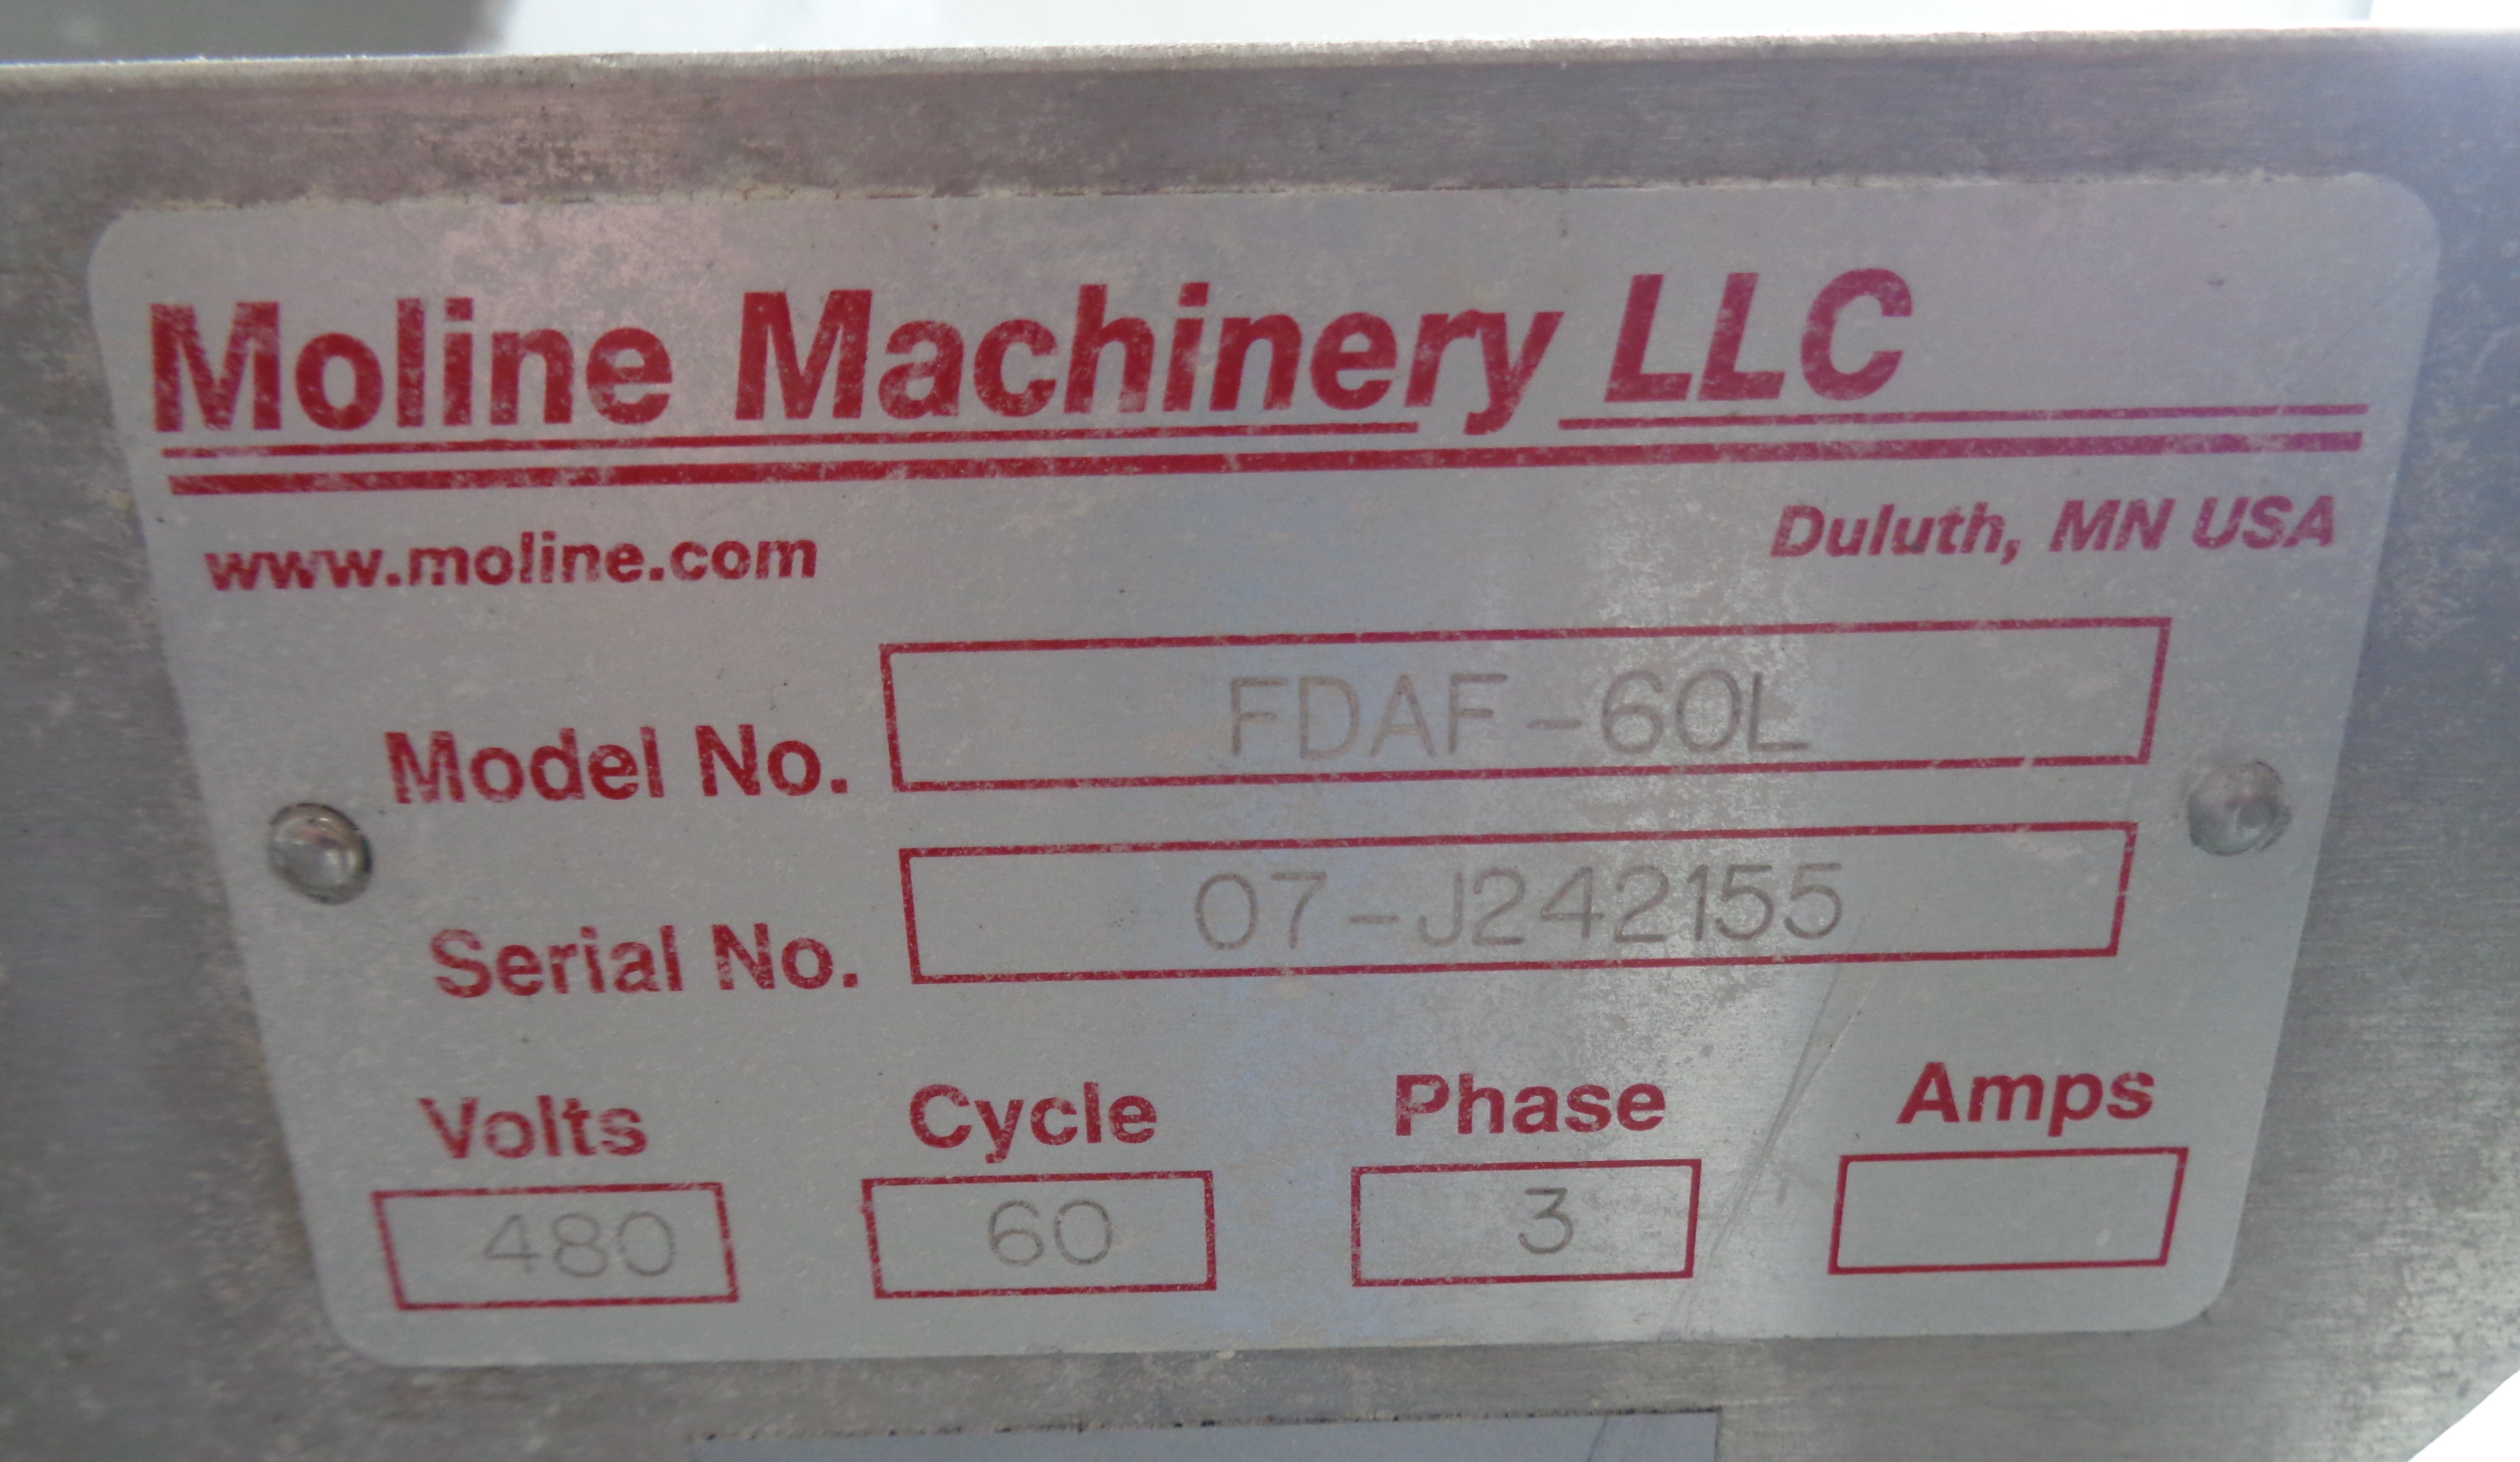 Moline Machinery LLC
www.moline.com Duluth, MN USA
Model No. FDAF-60L
Serial No. 07-J242155
Volts Cycle Phase Amps
480 60 3